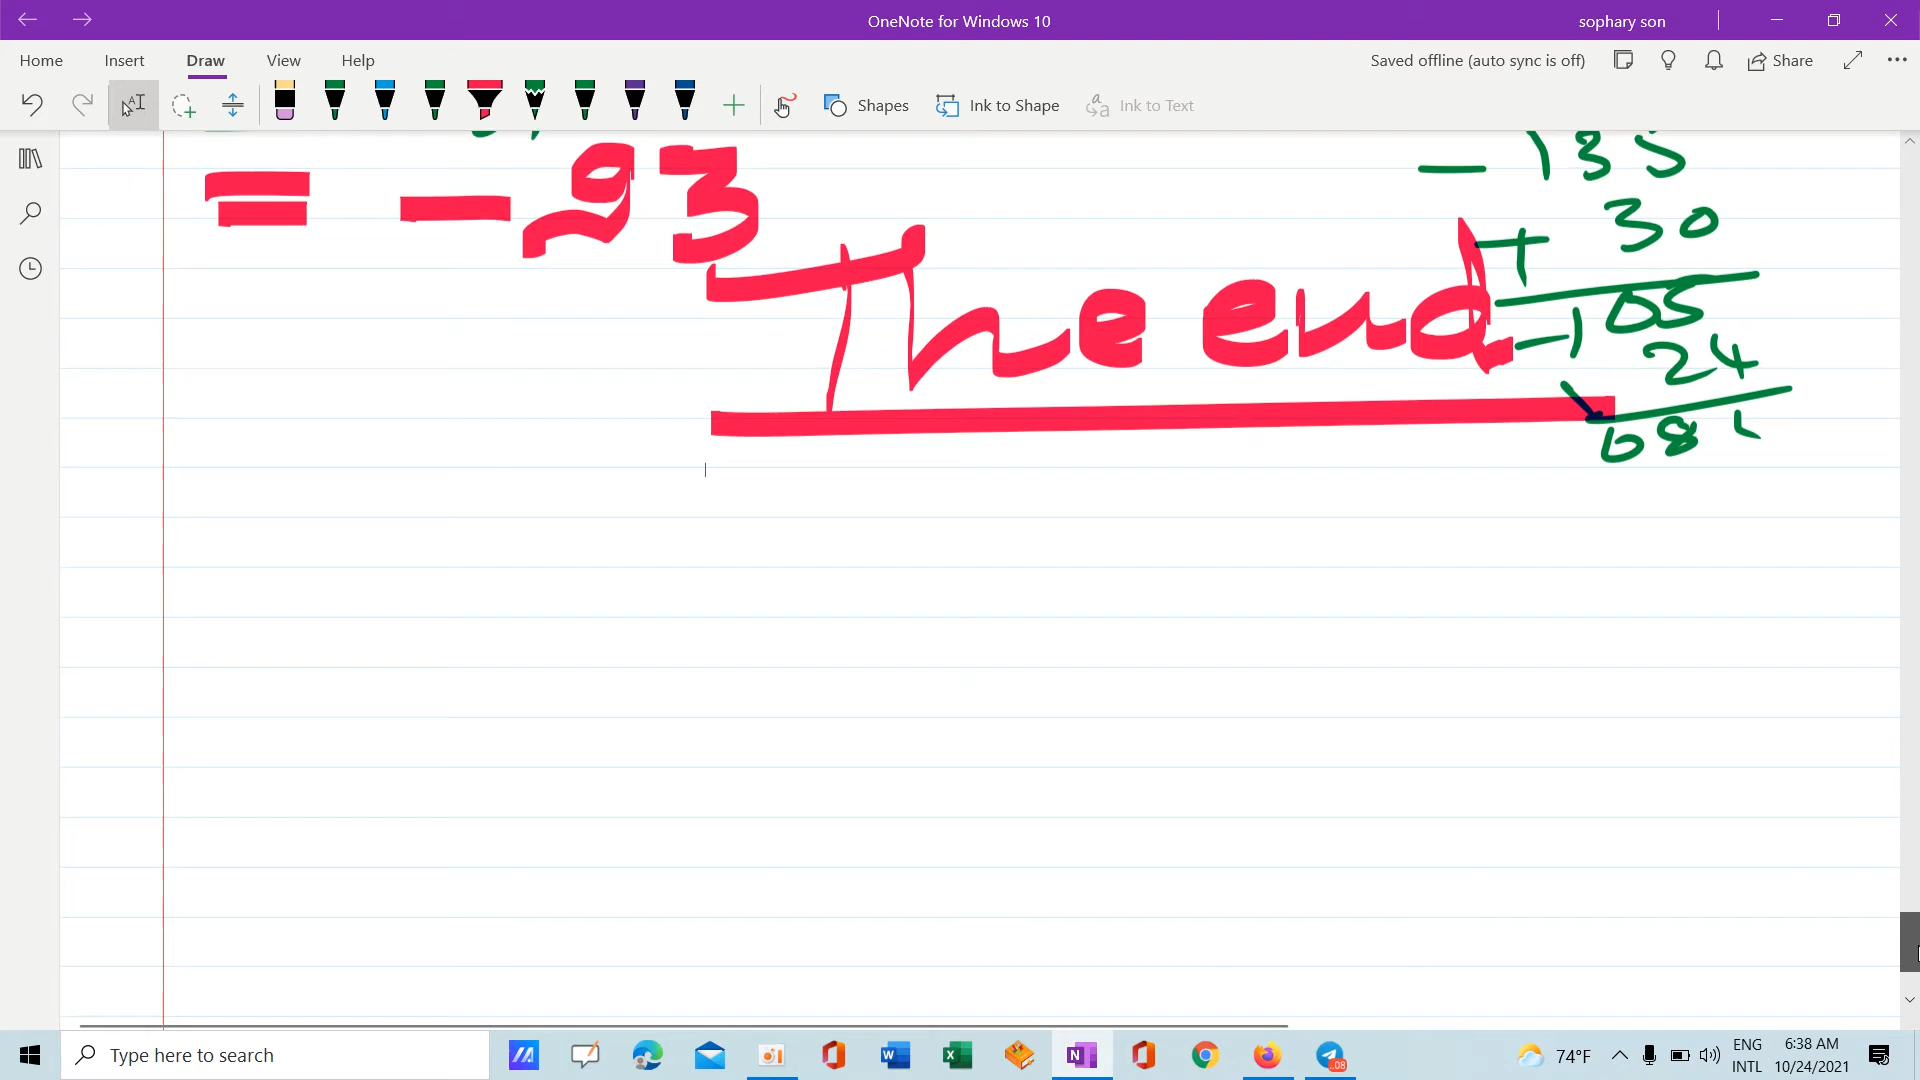 OneNote for Windows 10
sophary son
Home Insert Draw View Help
Saved offline (auto sync is off)
Share
Shapes
Ink to Shape
Ink to Text
= - 93
The end
- 135
+ 30
-105
24
081
Type here to search
74°F
ENG
INTL
6:38 AM
10/24/2021